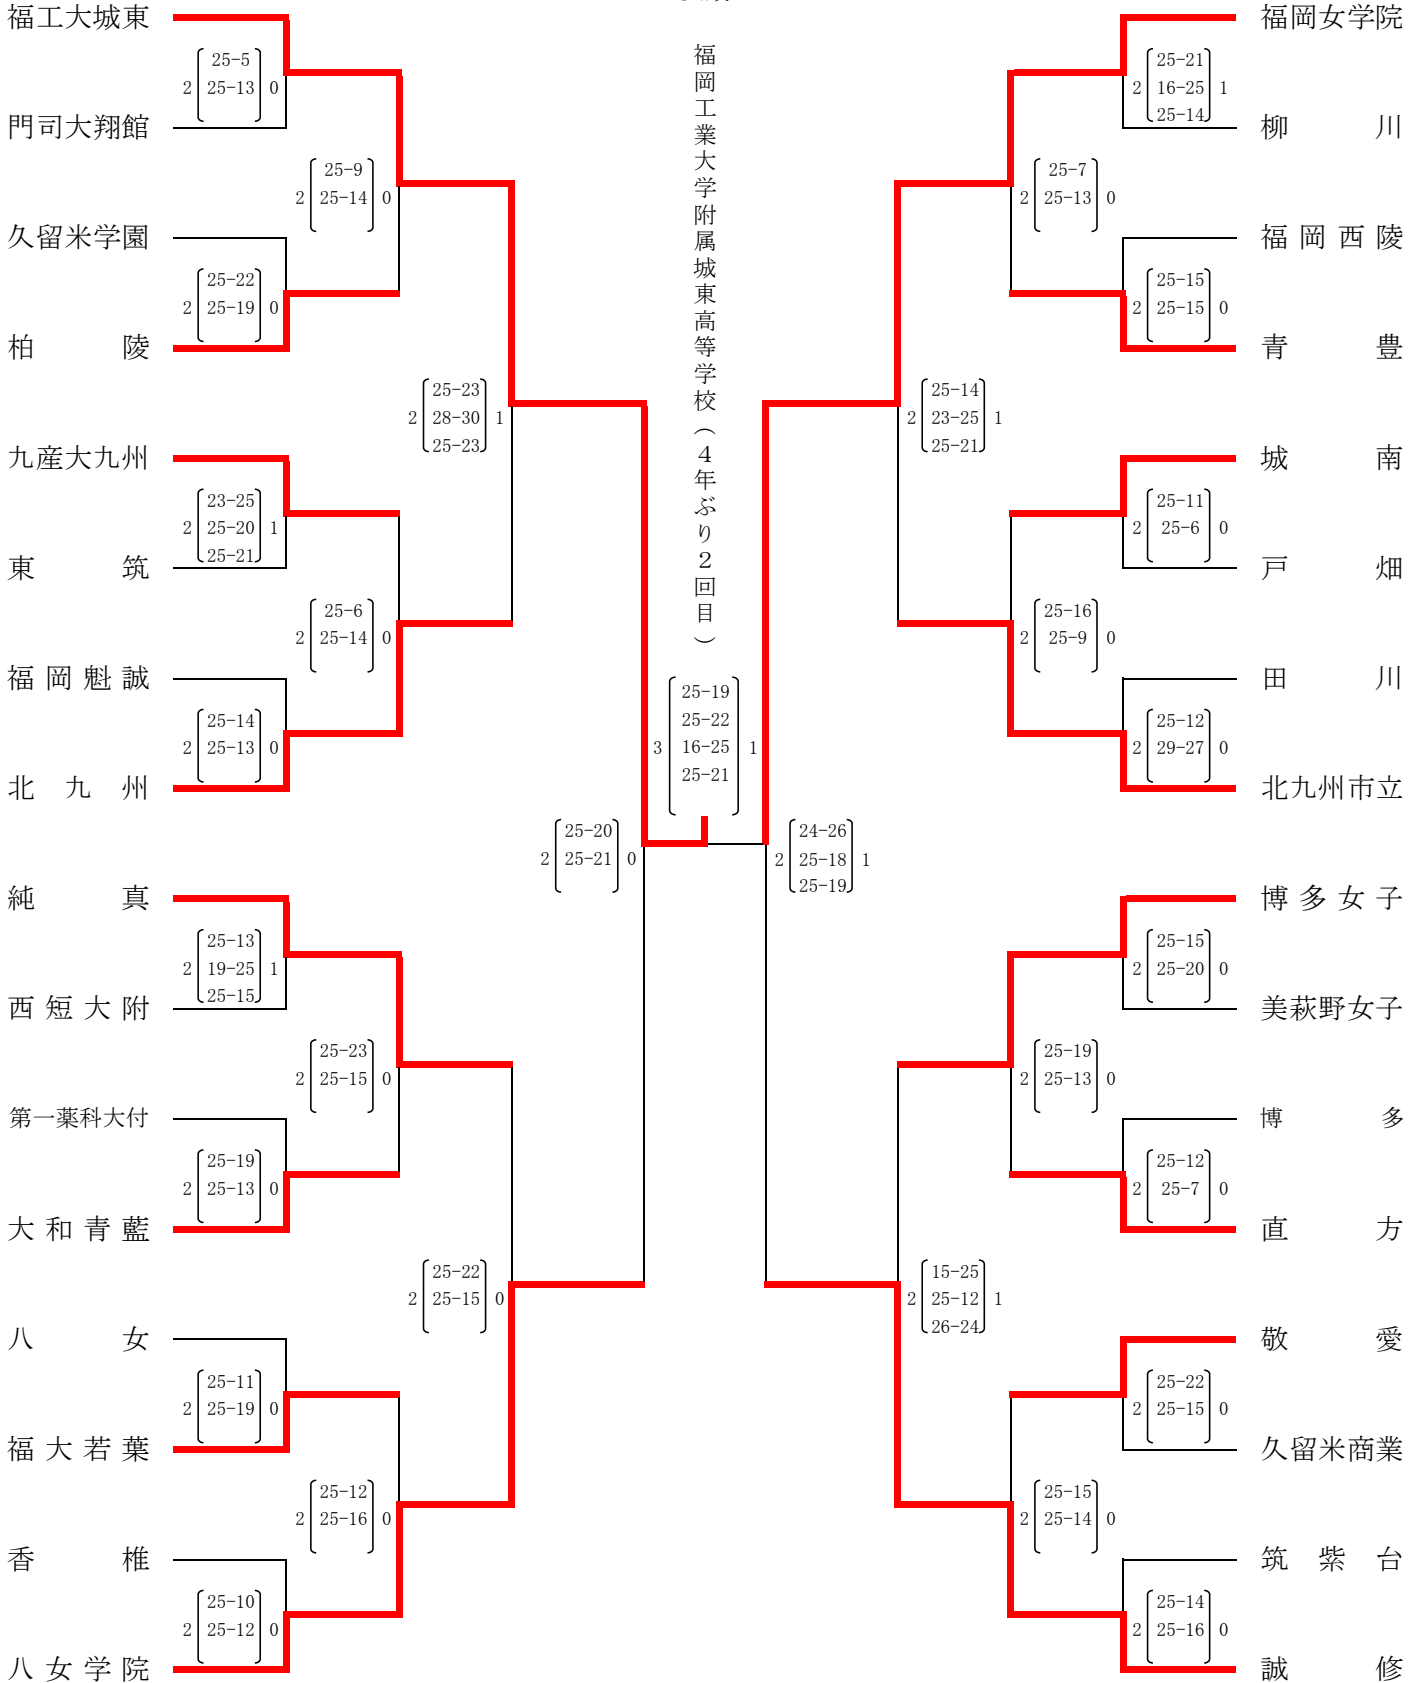 福工大城東
25-5
2 25-13 0
門司大翔館
25-9
2 25-14 0
久留米学園
25-22
2 25-19 0
柏陵
25-23
2 28-30 1
25-23
九産大九州
23-25
2 25-20 1
25-21
東筑
25-6
2 25-14 0
福岡魁誠
25-14
2 25-13 0
北九州
25-20
2 25-21 0
純真
25-13
2 19-25 1
25-15
西短大附
25-23
2 25-15 0
第一薬科大付
25-19
2 25-13 0
大和青藍
25-22
2 25-15 0
八女
25-11
2 25-19 0
福大若葉
25-12
2 25-16 0
香椎
25-10
2 25-12 0
八女学院
福岡工業大学附属城東高等学校(4年ぶり2回目)
25-19
25-22
3 16-25 1
25-21
福岡女学院
25-21
2 16-25 1
25-14
柳川
25-7
2 25-13 0
福岡西陵
25-15
2 25-15 0
青豊
25-14
2 23-25 1
25-21
城南
25-11
2 25-6 0
戸畑
25-16
2 25-9 0
田川
25-12
2 29-27 0
北九州市立
24-26
2 25-18 1
25-19
博多女子
25-15
2 25-20 0
美萩野女子
25-19
2 25-13 0
博多
25-12
2 25-7 0
直方
15-25
2 25-12 1
26-24
敬愛
25-22
2 25-15 0
久留米商業
25-15
2 25-14 0
筑紫台
25-14
2 25-16 0
誠修